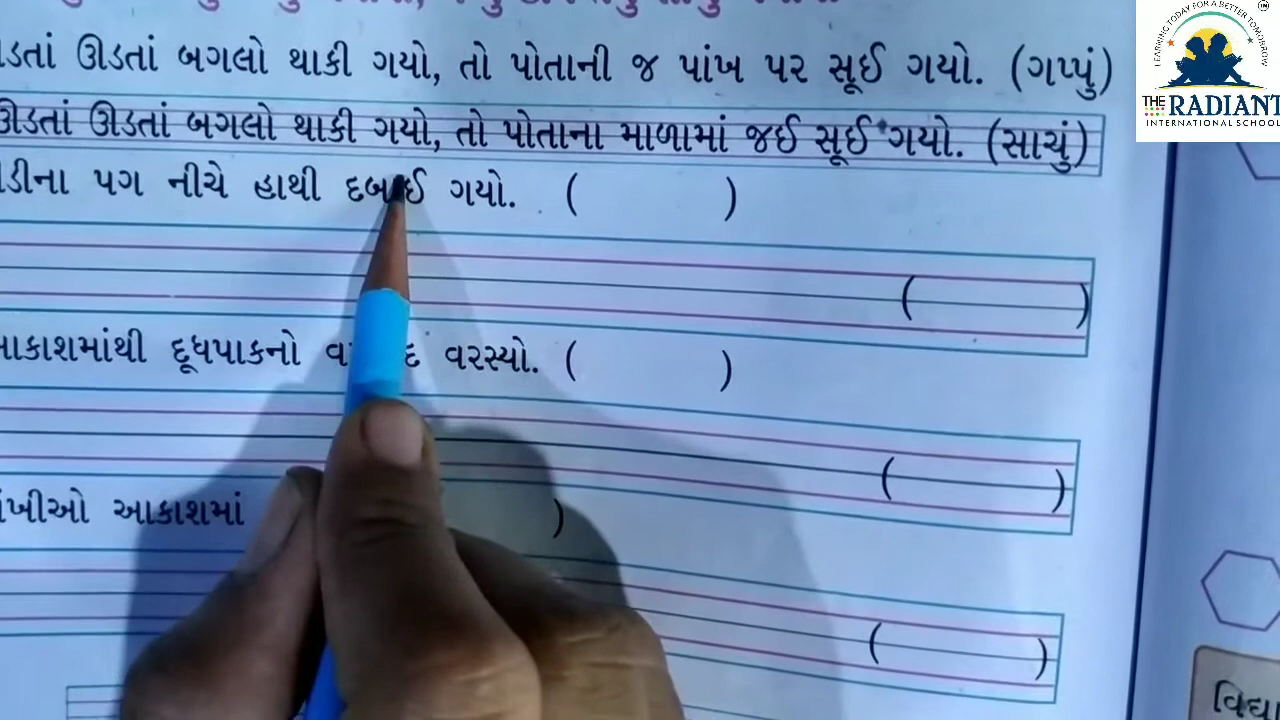 ઊડતાં બગલો થાકી ગયો, તો પોતાની જ પાંખ પર સૂઈ ગયો. (ગપ્પું)
ઊડતાં ઊડતાં બગલો થાકી ગયો, તો પોતાના માળામાં જઈ સૂઈ ગયો. (સાચું)
પગ નીચે હાથી દબાઈ ગયો. ( )
( )
આકાશમાંથી દૂધપાકનો વરસ્યો. ( )
( )
આકાશમાં )
( )
LEARNING TODAY FOR A BETTER TOMORROW
THE RADIANT
INTERNATIONAL SCHOOL